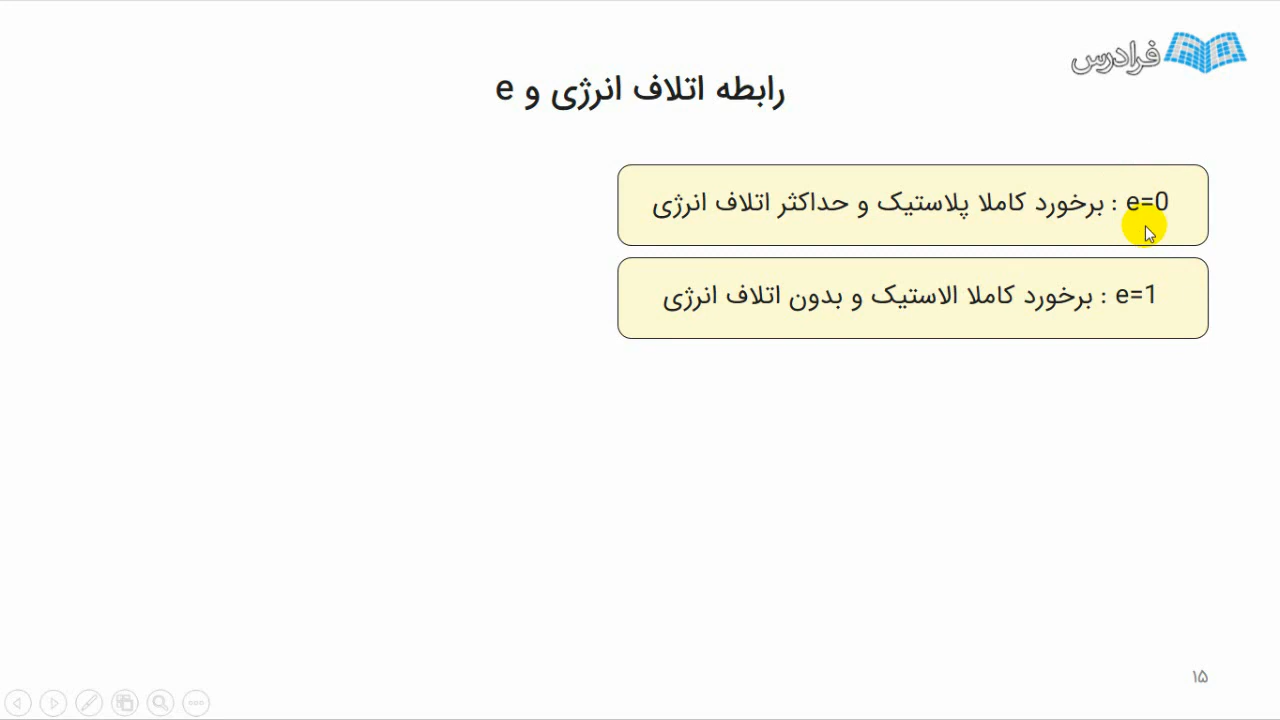 فرادرس
رابطه اتلاف انرژی و e
e=0 : برخورد کاملا پلاستیک و حداکثر اتلاف انرژی
e=1 : برخورد کاملا الاستیک و بدون اتلاف انرژی
۱۵